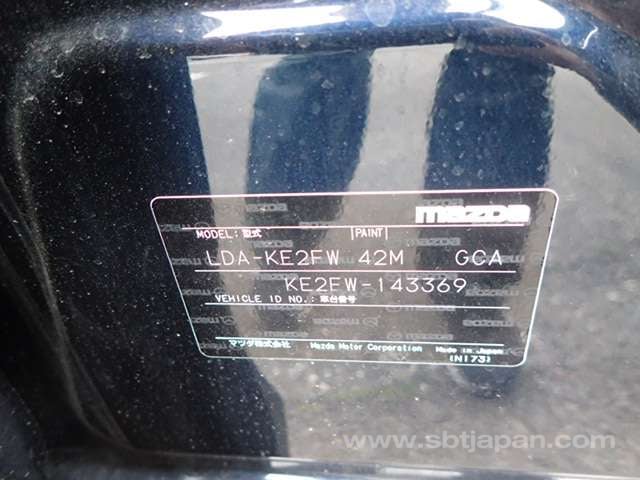 mazda
MODEL: 型式 |PAINT|
LDA-KE2FW 42M GCA
KE2FW-143369
VEHICLE ID NO.: 車台番号
マツダ株式会社 Mazda Motor Corporation Made in Japan
(N173)
www.sbtjapan.com